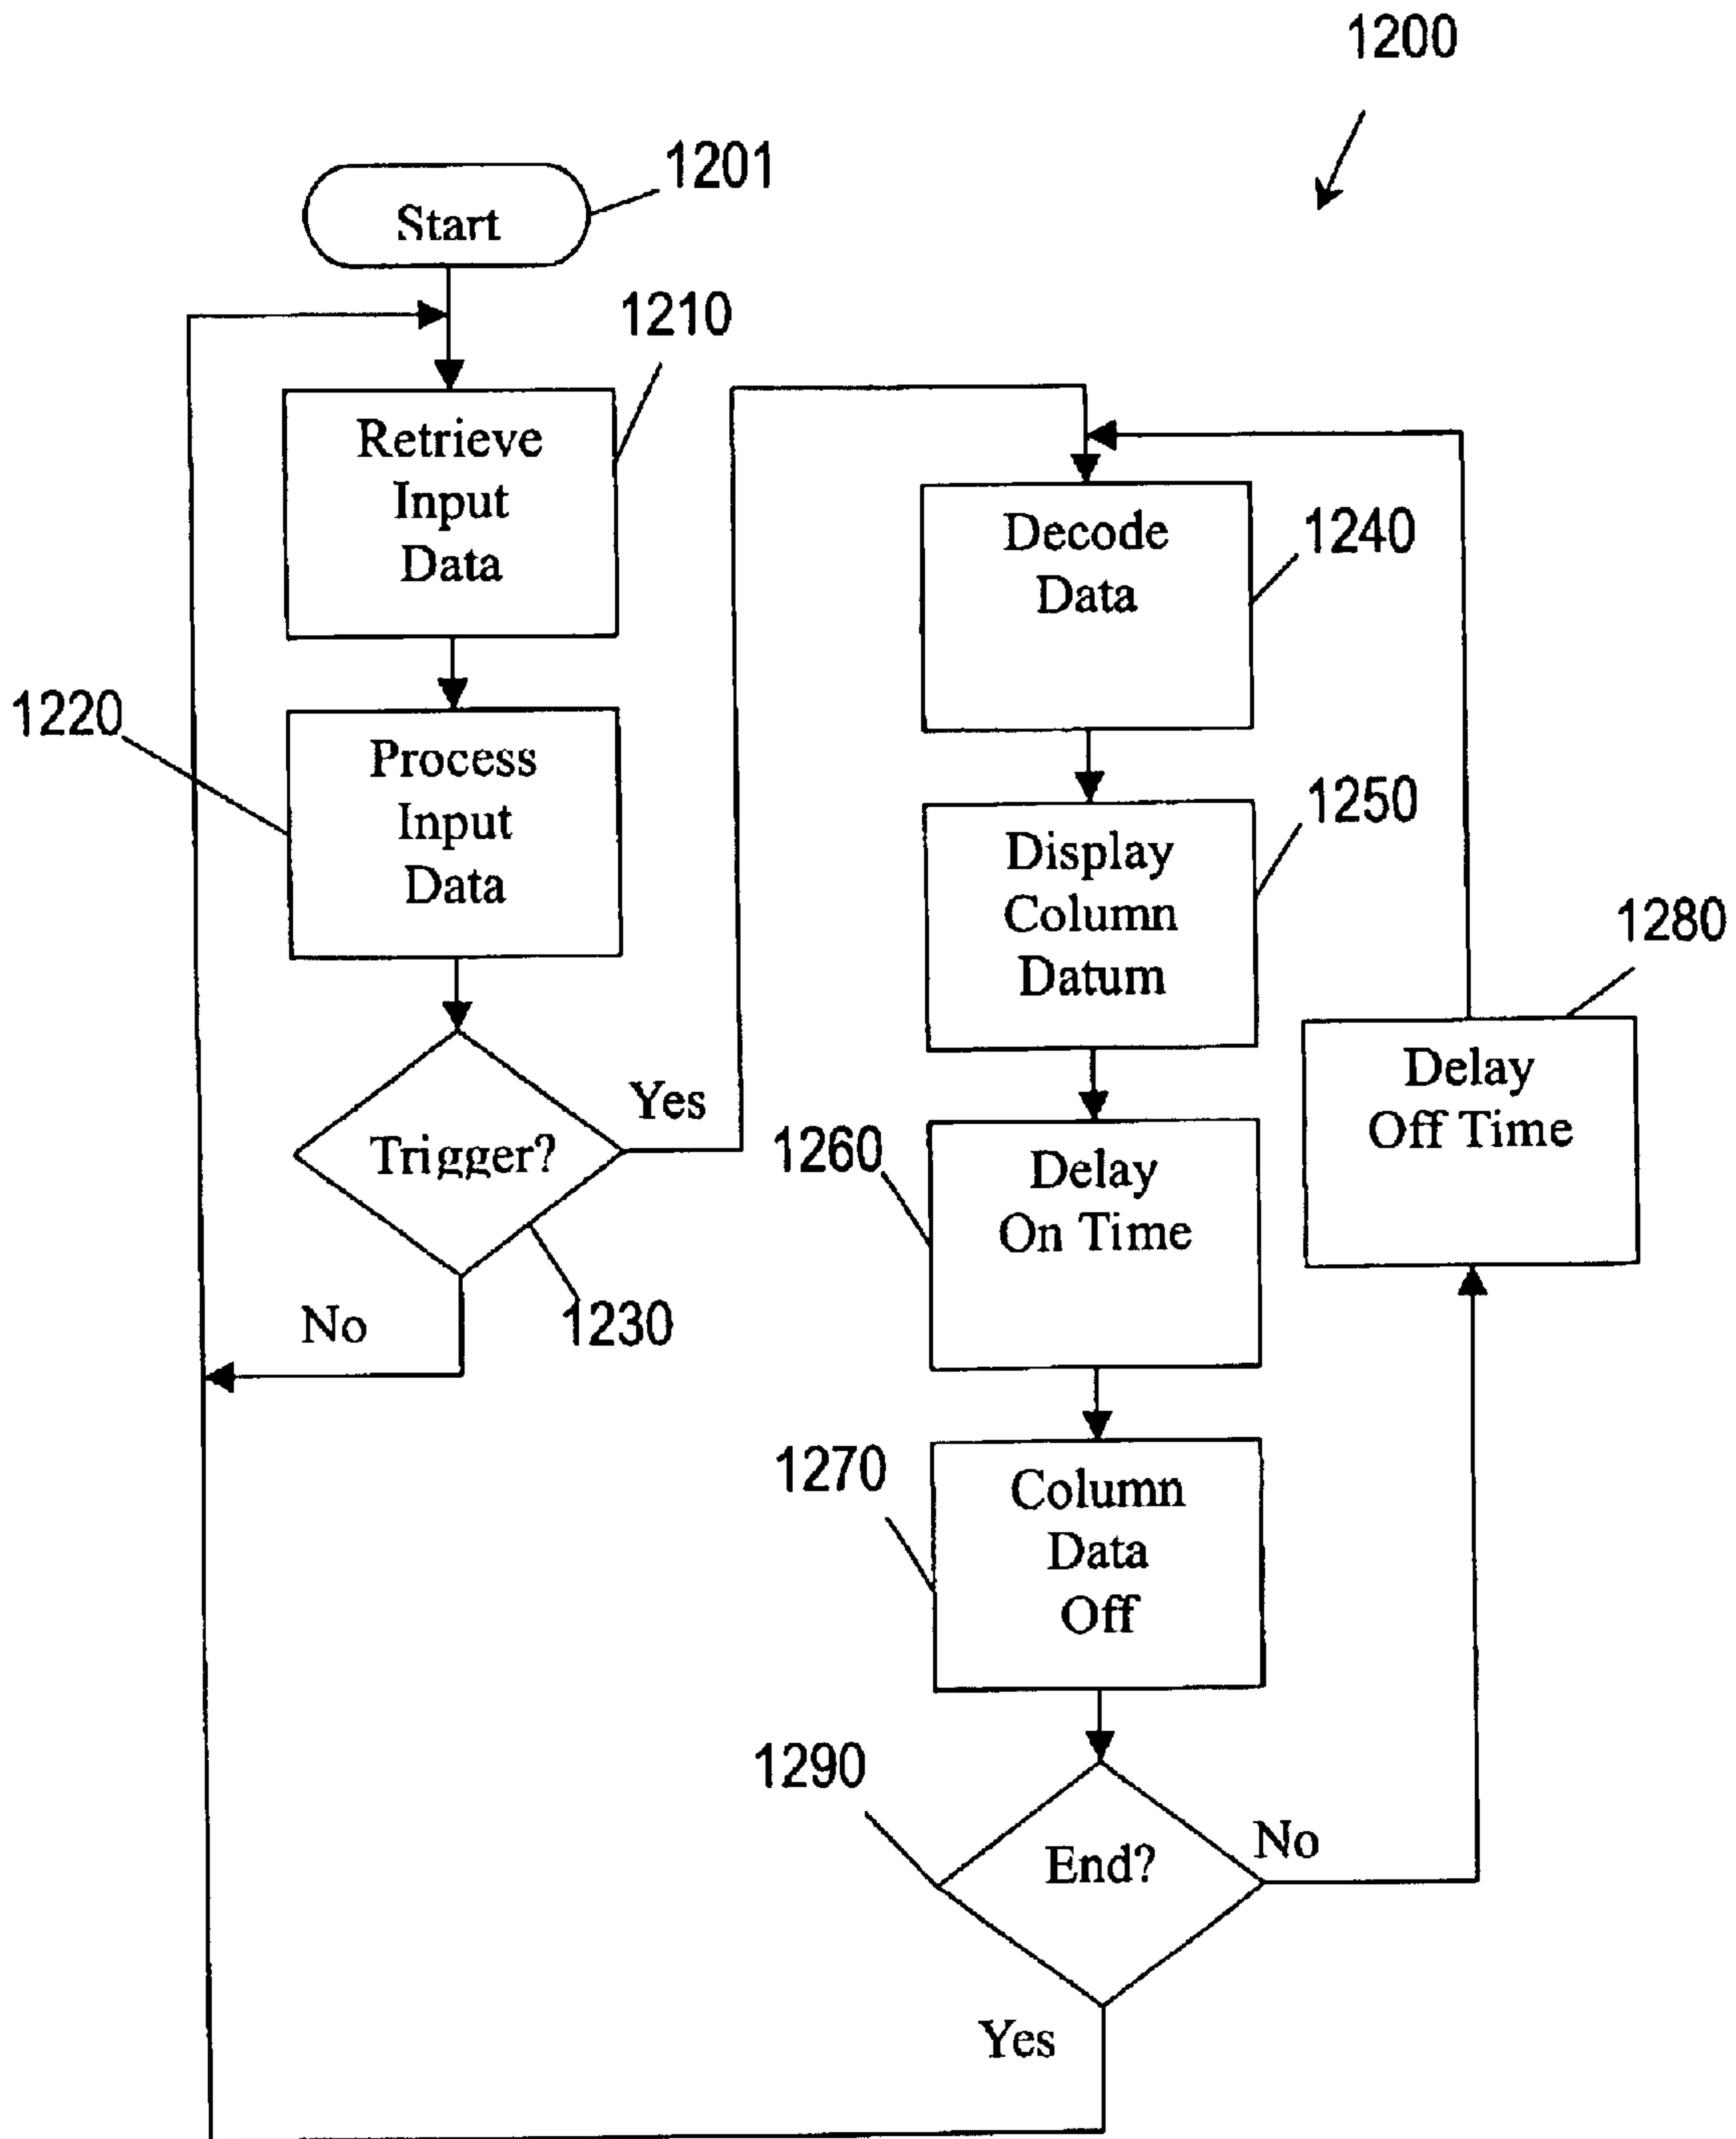 1200
1201
Start
1210
Retrieve
Input
Data
1220
Process
Input
Data
Trigger?
Yes
No
1230
Decode
Data
1240
Display
Column
Datum
1250
1260
Delay
On Time
1280
Delay
Off Time
1270
Column
Data
Off
1290
End?
No
Yes